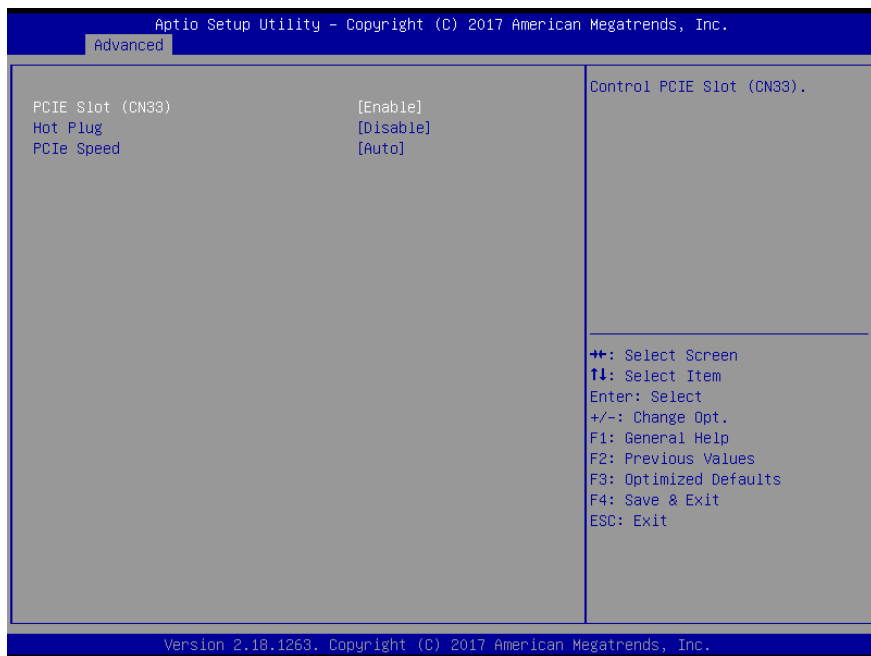 Aptio Setup Utility – Copyright (C) 2017 American Megatrends, Inc.
Advanced
PCIE Slot (CN33) [Enable]
Hot Plug [Disable]
PCIe Speed [Auto]
Control PCIE Slot (CN33).
→←: Select Screen
↑↓: Select Item
Enter: Select
+/-: Change Opt.
F1: General Help
F2: Previous Values
F3: Optimized Defaults
F4: Save & Exit
ESC: Exit
Version 2.18.1263. Copyright (C) 2017 American Megatrends, Inc.